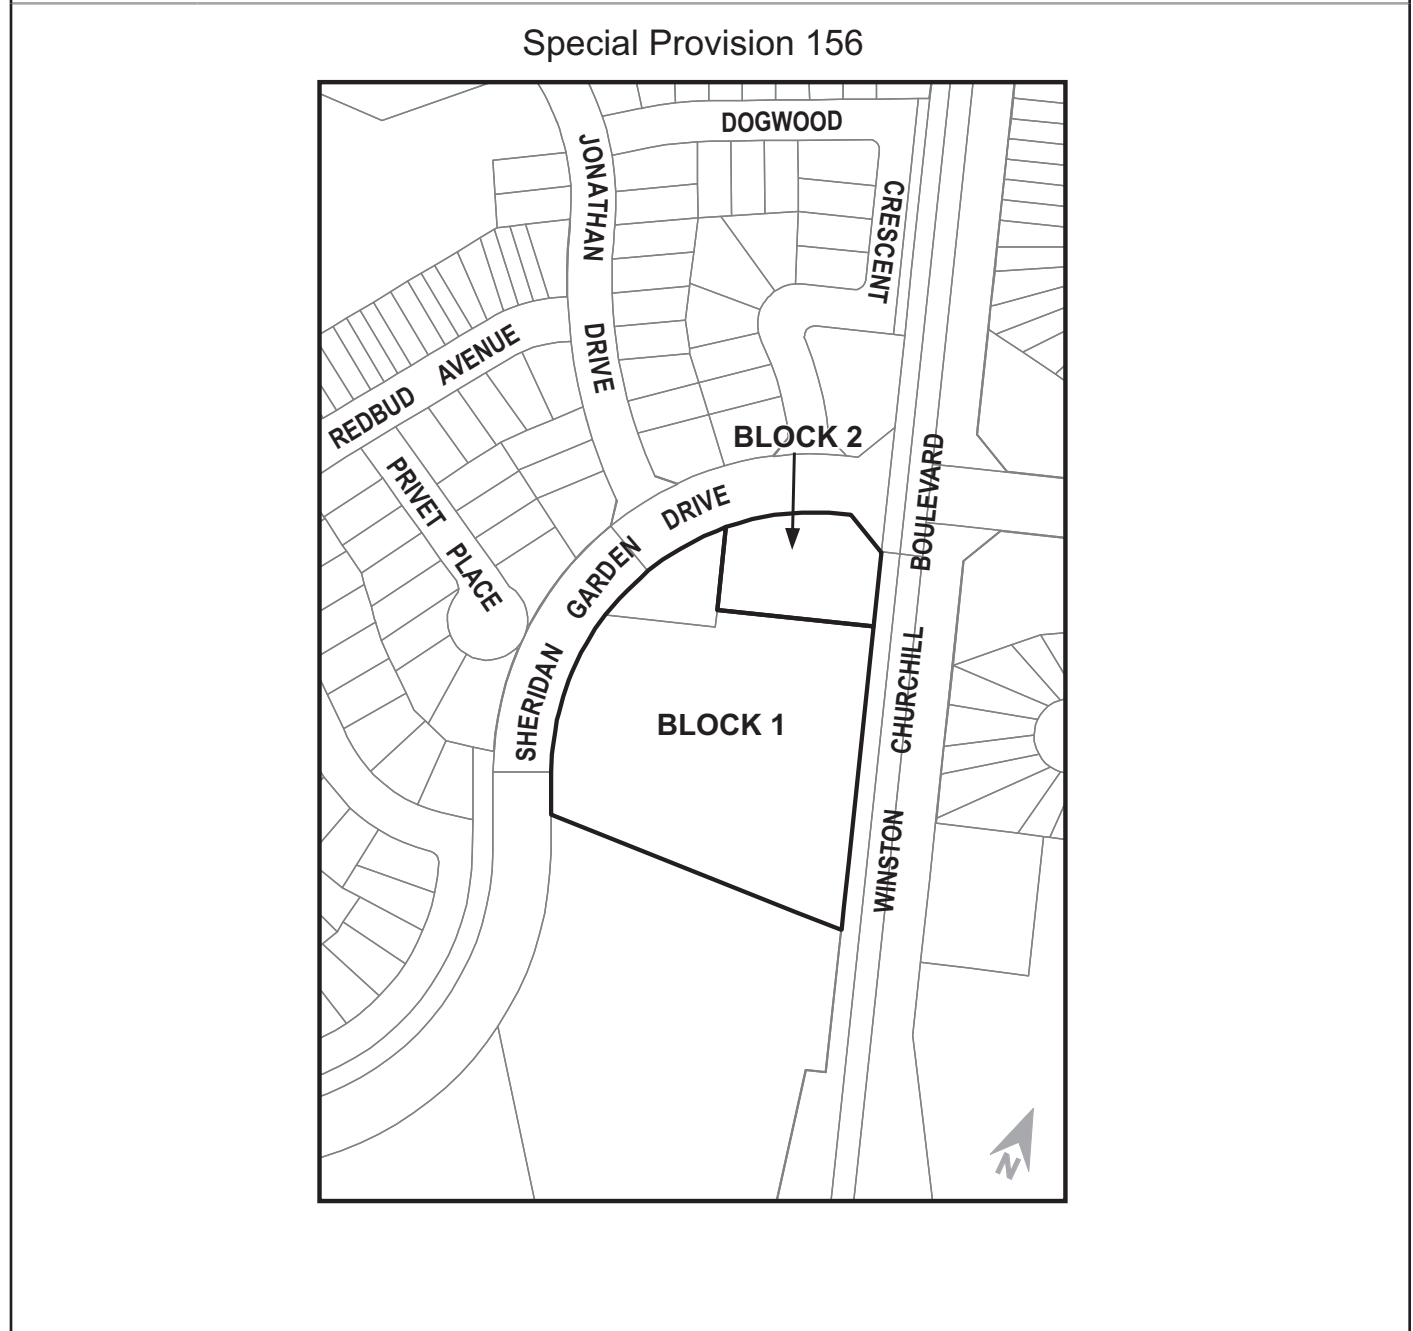 Special Provision 156
DOGWOOD
CRESCENT
JONATHAN
DRIVE
REDBUD AVENUE
PRIVET PLACE
BLOCK 2
SHERIDAN GARDEN DRIVE
BLOCK 1
WINSTON CHURCHILL BOULEVARD
N